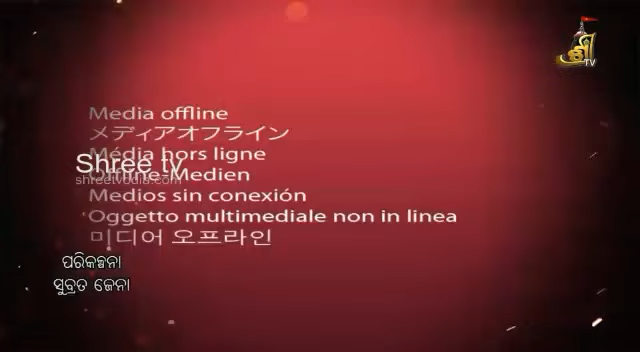 ଶ୍ରୀ
TV
Media offline
メディアオフライン
Média hors ligne
Shree tv
Offline-Medien
shreetvodia.com
Medios sin conexión
Oggetto multimediale non in linea
미디어 오프라인
ପରିକଳ୍ପନା
ସୁବ୍ରତ ଜେନା